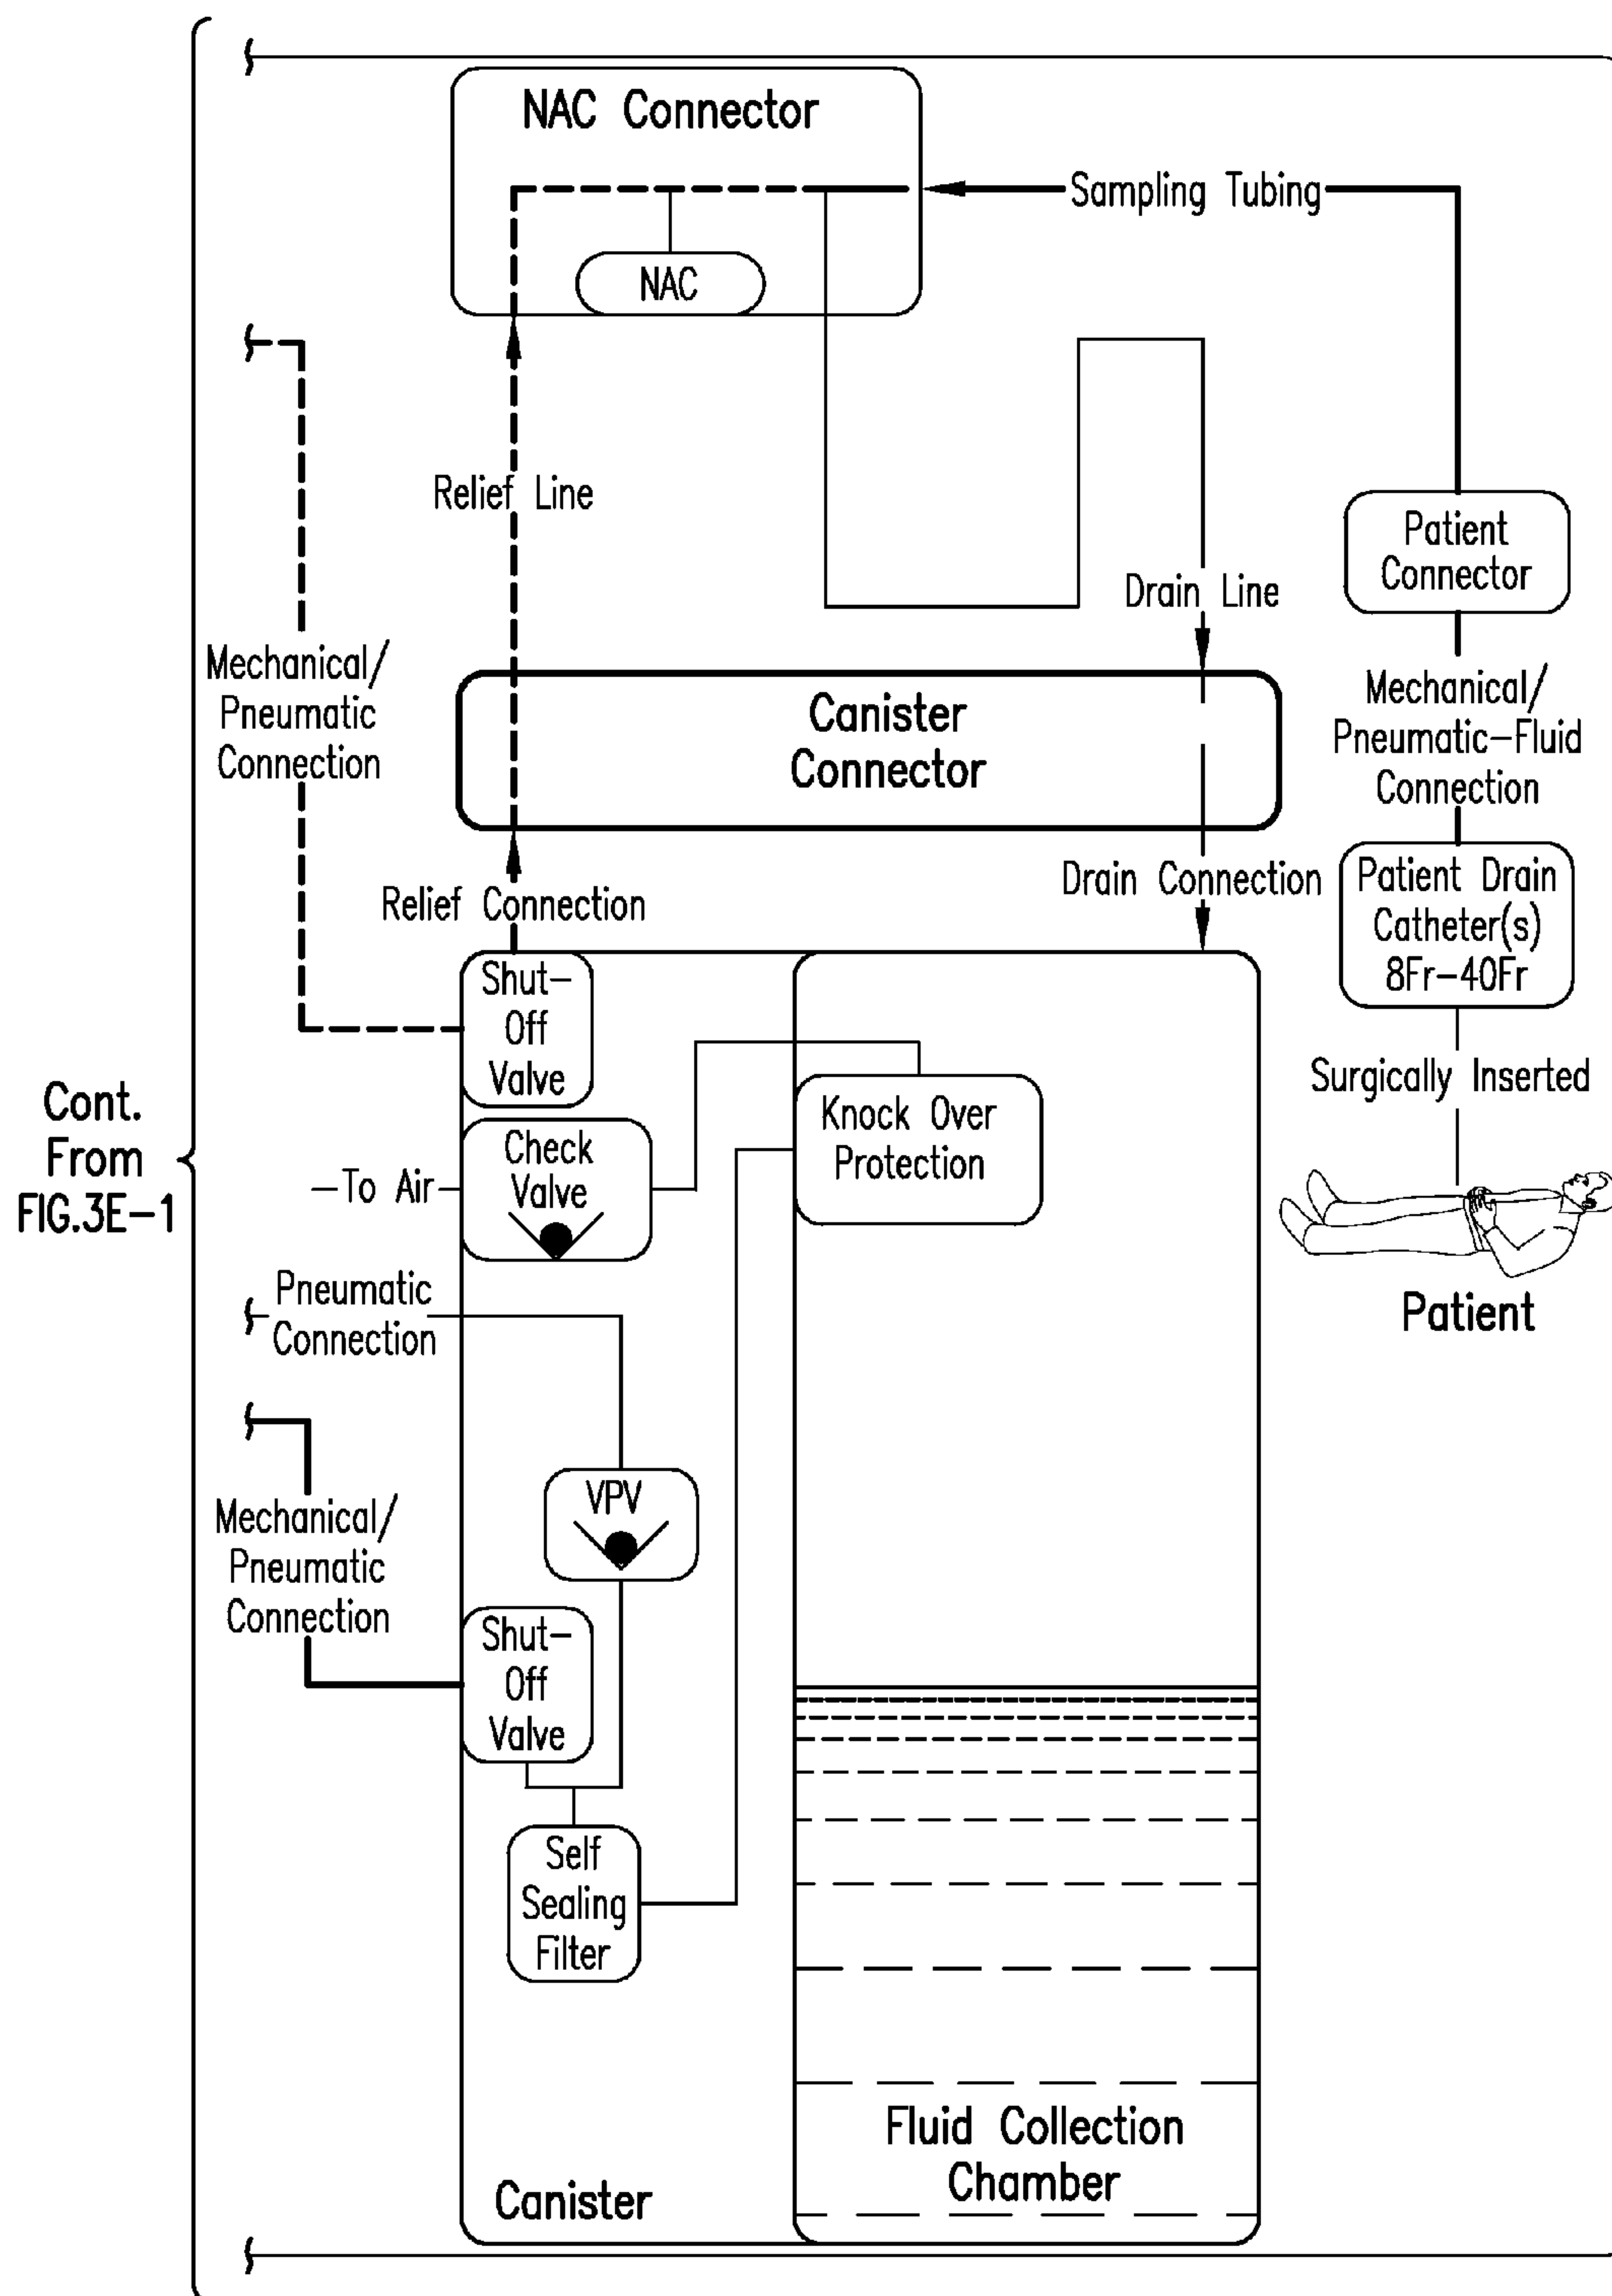 NAC Connector
Sampling Tubing
NAC
Relief Line
Patient
Connector
Drain Line
Mechanical/
Pneumatic
Connection
Mechanical/
Pneumatic-Fluid
Connection
Canister
Connector
Relief Connection
Drain Connection
Patient Drain
Catheter(s)
8Fr-40Fr
Shut-
Off
Valve
Surgically Inserted
Cont.
From
FIG.3E-1
Knock Over
Protection
Check
Valve
To Air
Patient
Pneumatic
Connection
VPV
Mechanical/
Pneumatic
Connection
Shut-
Off
Valve
Self
Sealing
Filter
Fluid Collection
Chamber
Canister